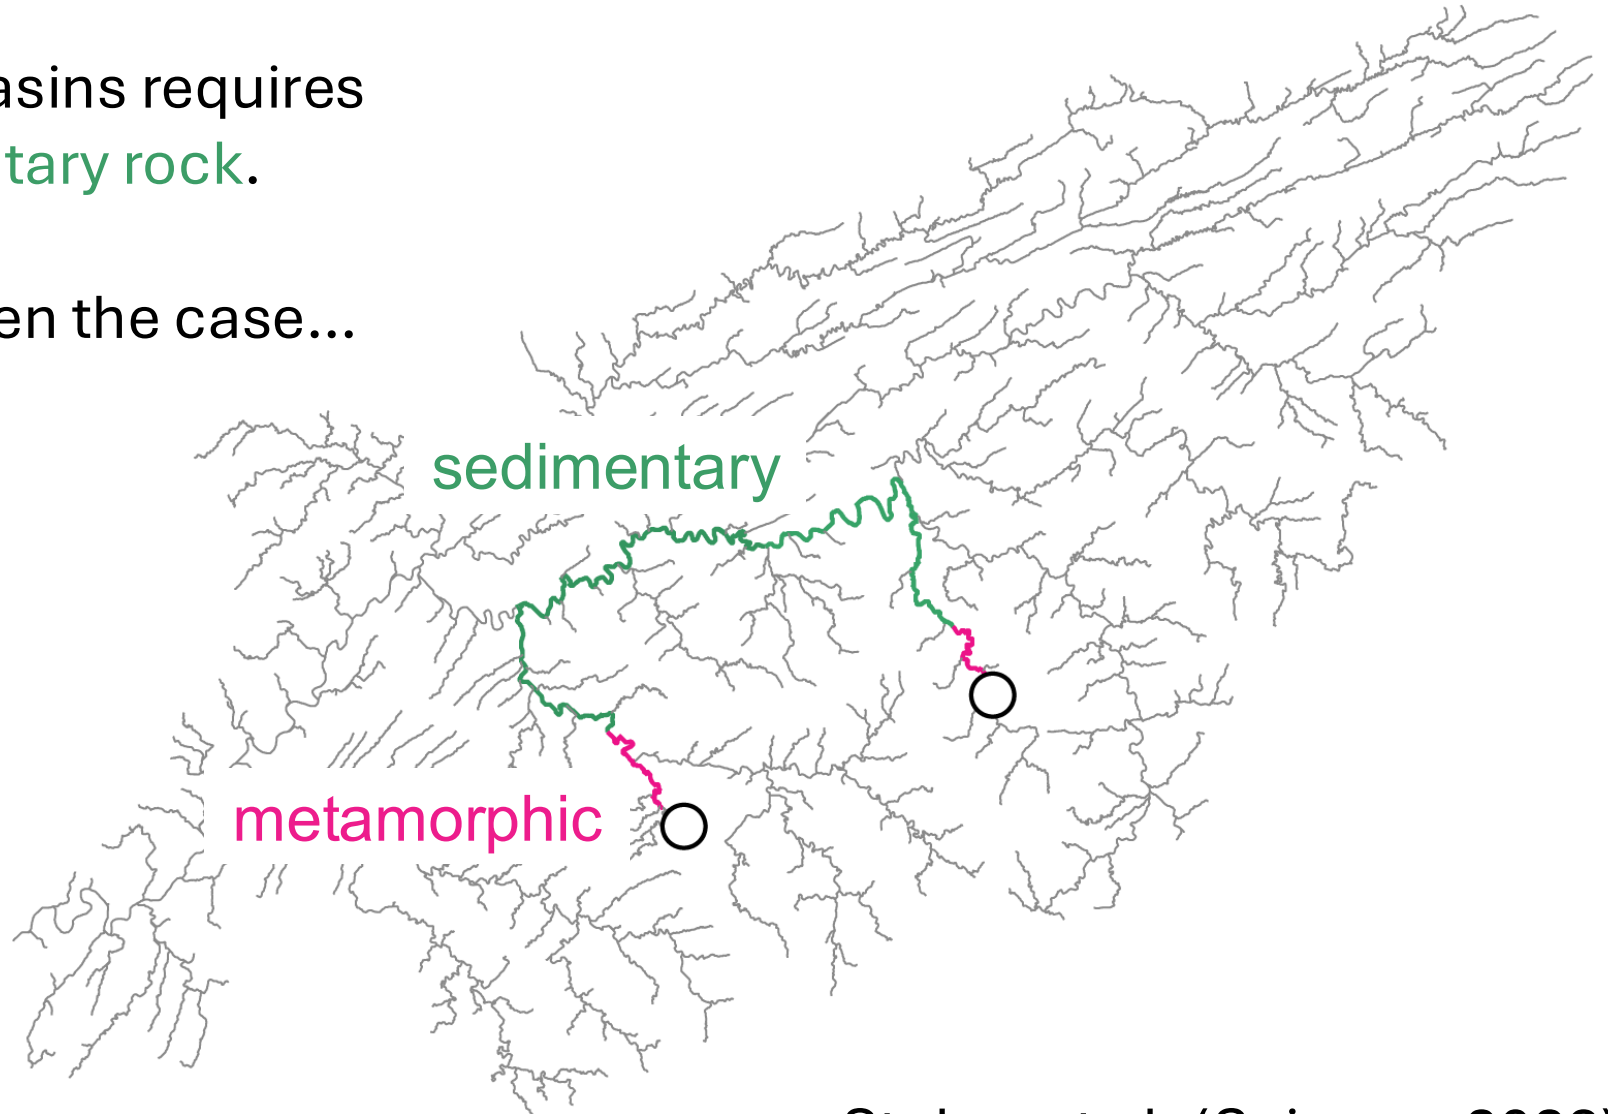 asins requires
tary rock.
en the case...
sedimentary
metamorphic